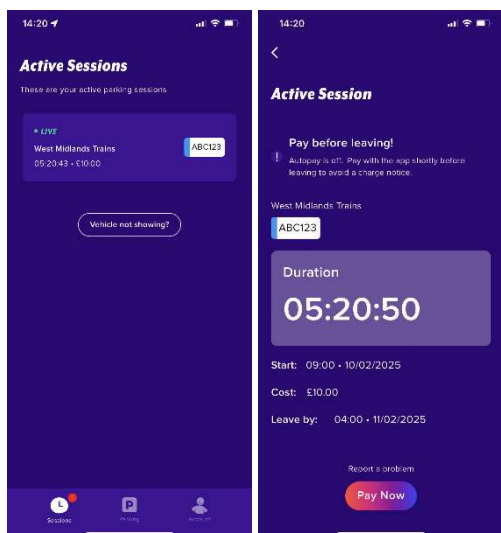 14:20
Active Sessions
These are your active parking sessions
• LIVE
West Midlands Trains
ABC123
05:20:43 • £10.00
Vehicle not showing?
Sessions
Parking
Account
14:20
Active Session
Pay before leaving!
Autopay is off. Pay with the app shortly before
leaving to avoid a charge notice.
West Midlands Trains
ABC123
Duration
05:20:50
Start: 09:00 • 10/02/2025
Cost: £10.00
Leave by: 04:00 • 11/02/2025
Report a problem
Pay Now